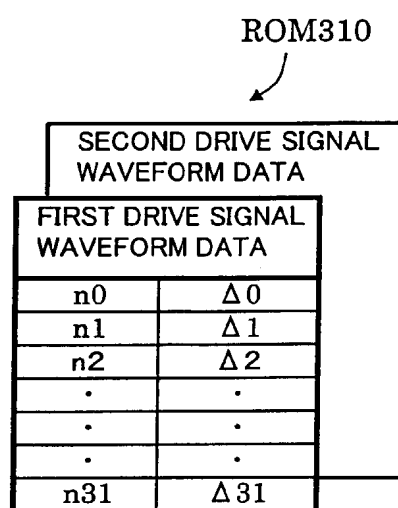 ROM310
SECOND DRIVE SIGNAL
WAVEFORM DATA
FIRST DRIVE SIGNAL
WAVEFORM DATA
n0 Δ0
n1 Δ1
n2 Δ2
· ·
· ·
· ·
n31 Δ31